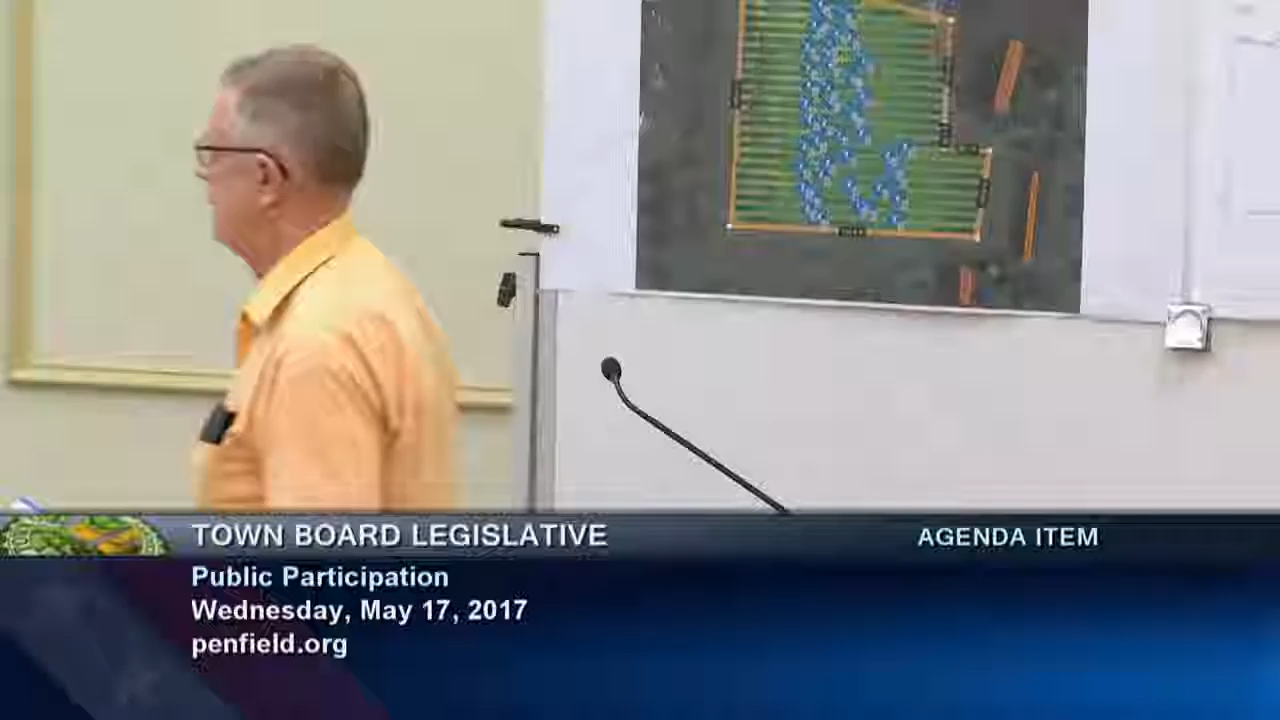 TOWN BOARD LEGISLATIVE
AGENDA ITEM
Public Participation
Wednesday, May 17, 2017
penfield.org